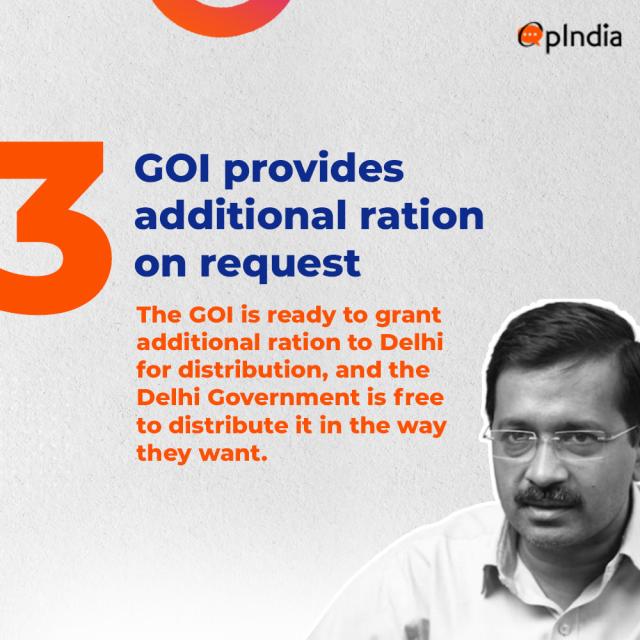 OpIndia
3
GOI provides
additional ration
on request
The GOI is ready to grant
additional ration to Delhi
for distribution, and the
Delhi Government is free
to distribute it in the way
they want.